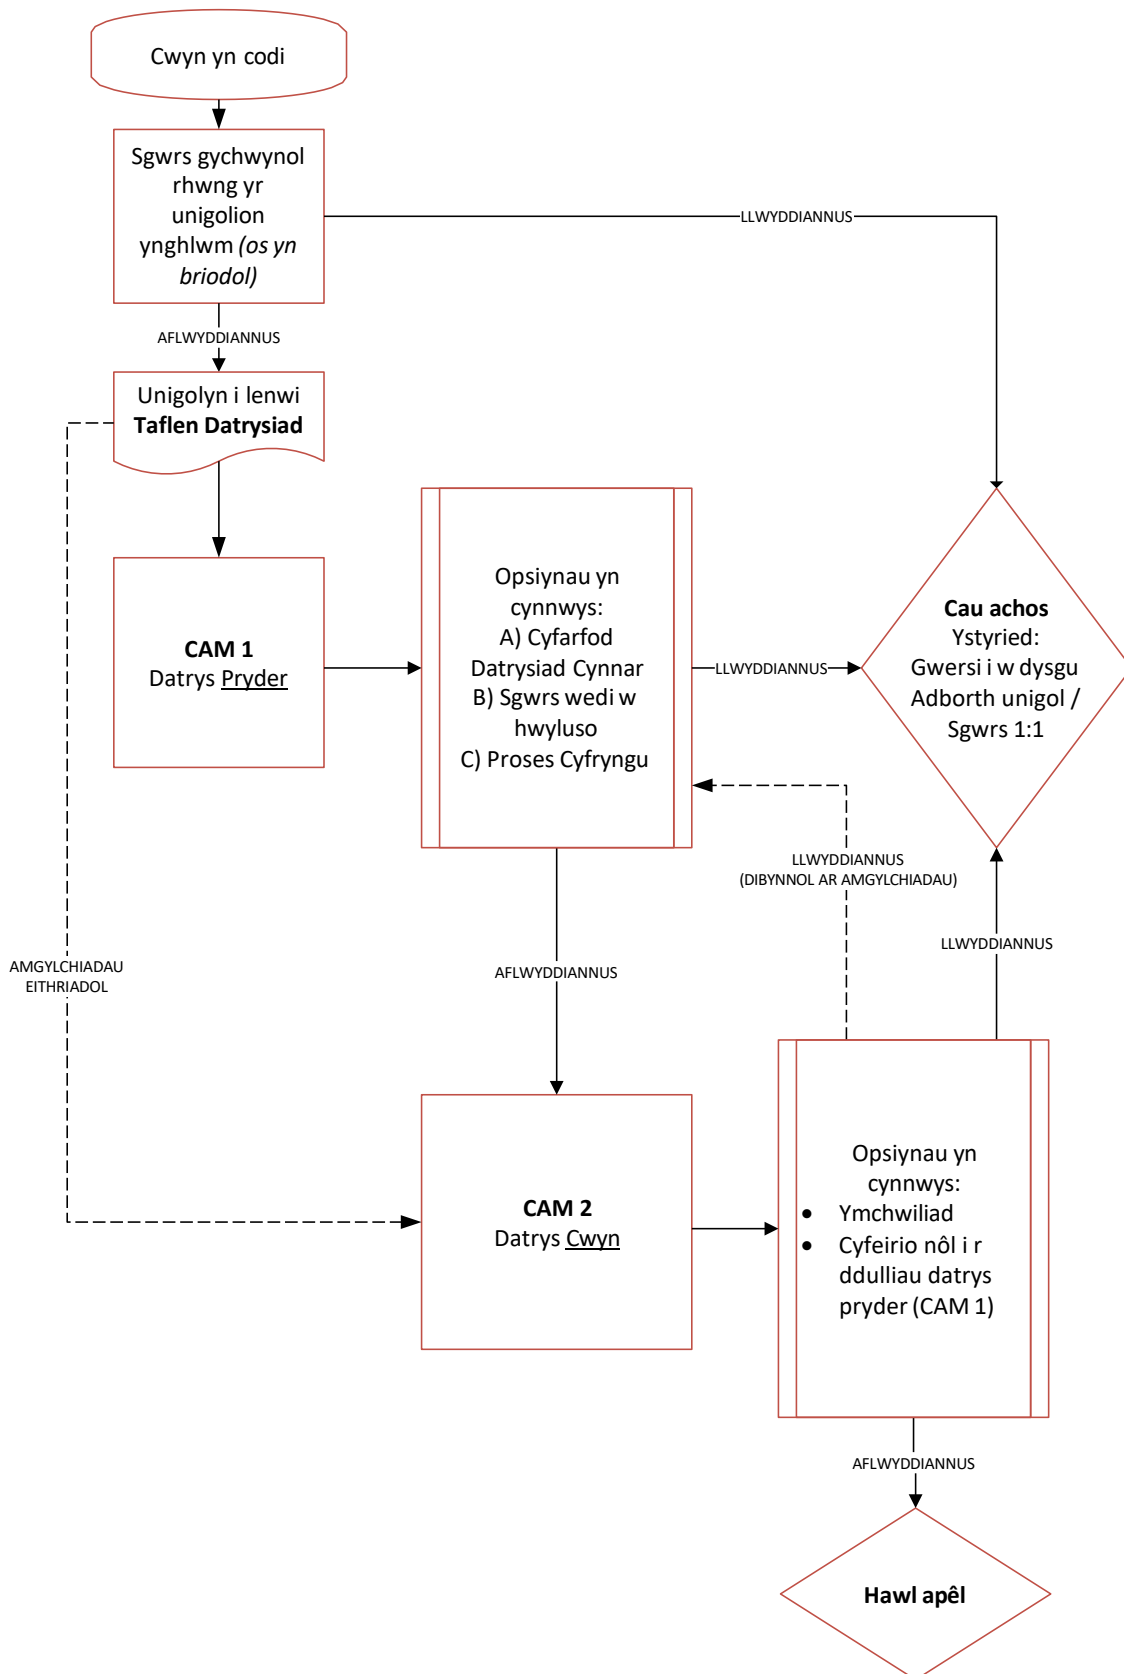 Cwyn yn codi
Sgwrs gychwynol
rhwng yr
unigolion
ynghlwm (os yn
briodol)
LLWYDDIANNUS
AFLWYDDIANNUS
Unigolyn i lenwi
Taflen Datrysiad
CAM 1
Datrys Pryder
Opsiynau yn
cynnwys:
A) Cyfarfod
Datrysiad Cynnar
B) Sgwrs wedi w
hwyluso
C) Proses Cyfryngu
LLWYDDIANNUS
Cau achos
Ystyried:
Gwersi i w dysgu
Adborth unigol /
Sgwrs 1:1
LLWYDDIANNUS
(DIBYNNOL AR AMGYLCHIADAU)
LLWYDDIANNUS
AFLWYDDIANNUS
AMGYLCHIADAU
EITHRIADOL
CAM 2
Datrys Cwyn
Opsiynau yn
cynnwys:
• Ymchwiliad
• Cyfeirio nôl i r
ddulliau datrys
pryder (CAM 1)
AFLWYDDIANNUS
Hawl apêl